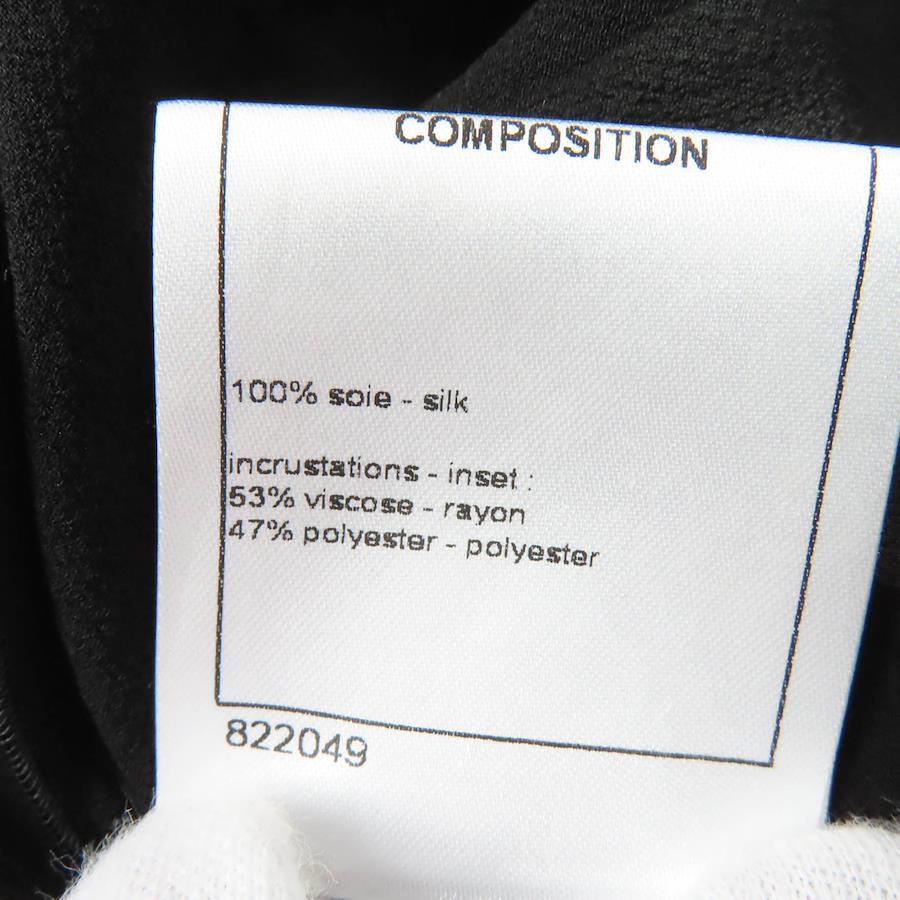 COMPOSITION
100% soie - silk
incrustations - inset :
53% viscose - rayon
47% polyester - polyester
822049